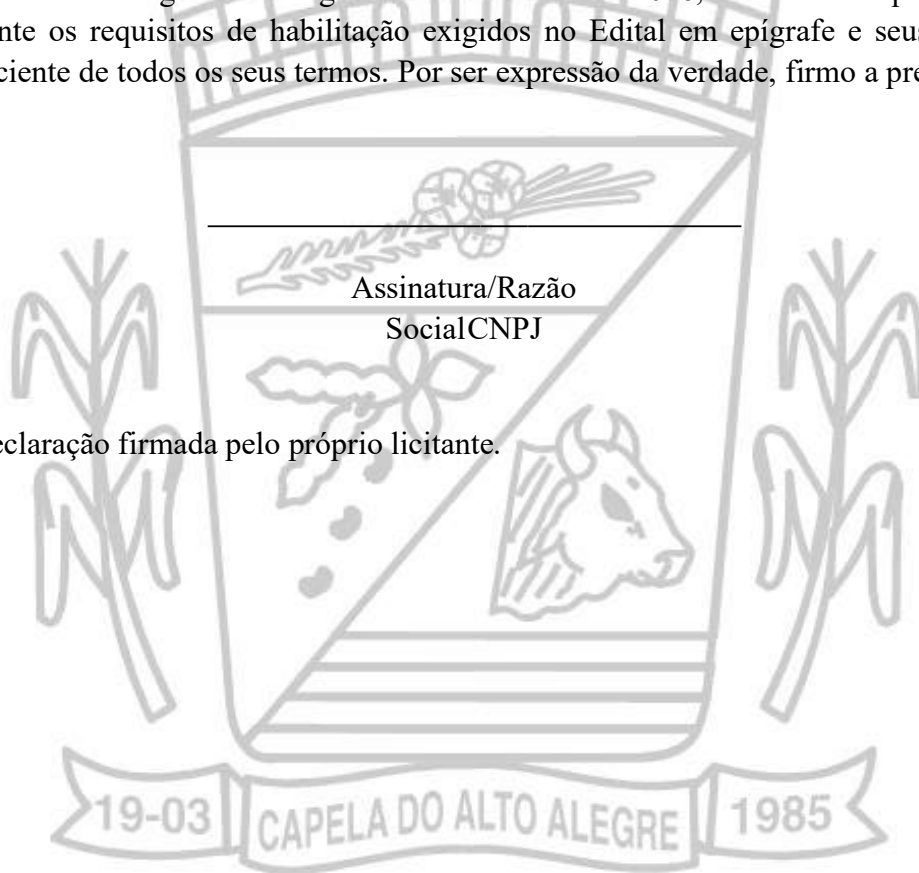 ente os requisitos de habilitação exigidos no Edital em epígrafe e seus
ciente de todos os seus termos. Por ser expressão da verdade, firmo a pre
Assinatura/Razão
SocialCNPJ
eclaração firmada pelo próprio licitante.
19-03 CAPELA DO ALTO ALEGRE 1985